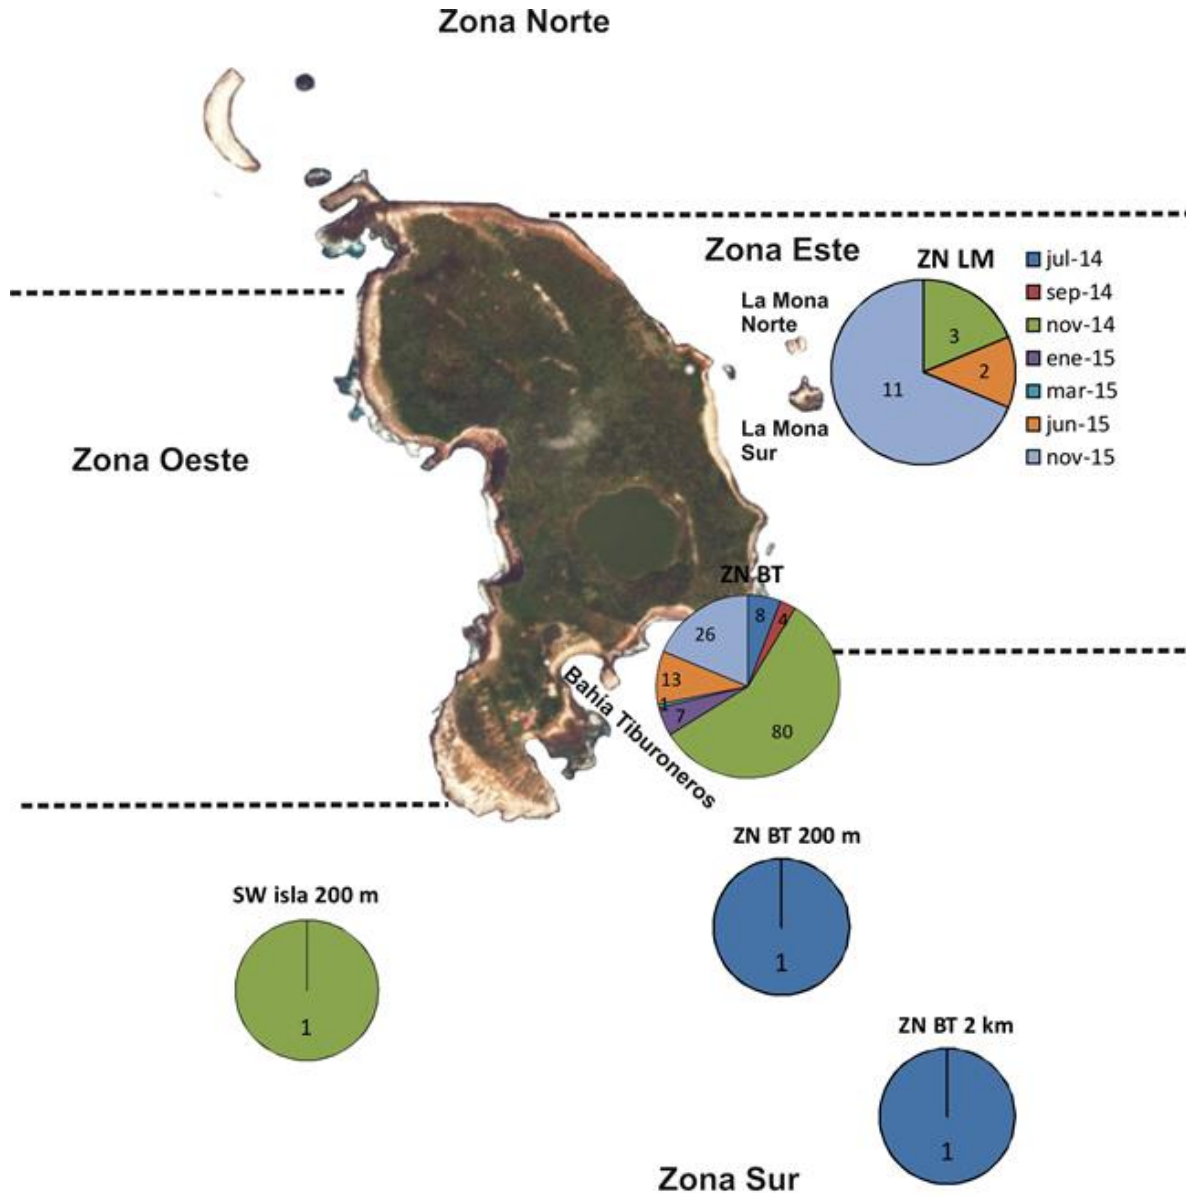 Zona Norte
Zona Este
ZN LM
La Mona
Norte
La Mona
Sur
3
2
11
jul-14
sep-14
nov-14
ene-15
mar-15
jun-15
nov-15
Zona Oeste
ZN BT
8
4
26
13
1
7
80
Bahía Tiburoneros
ZN BT 200 m
1
SW isla 200 m
1
ZN BT 2 km
1
Zona Sur